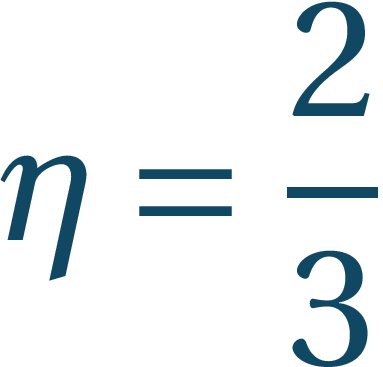 η = 2/3